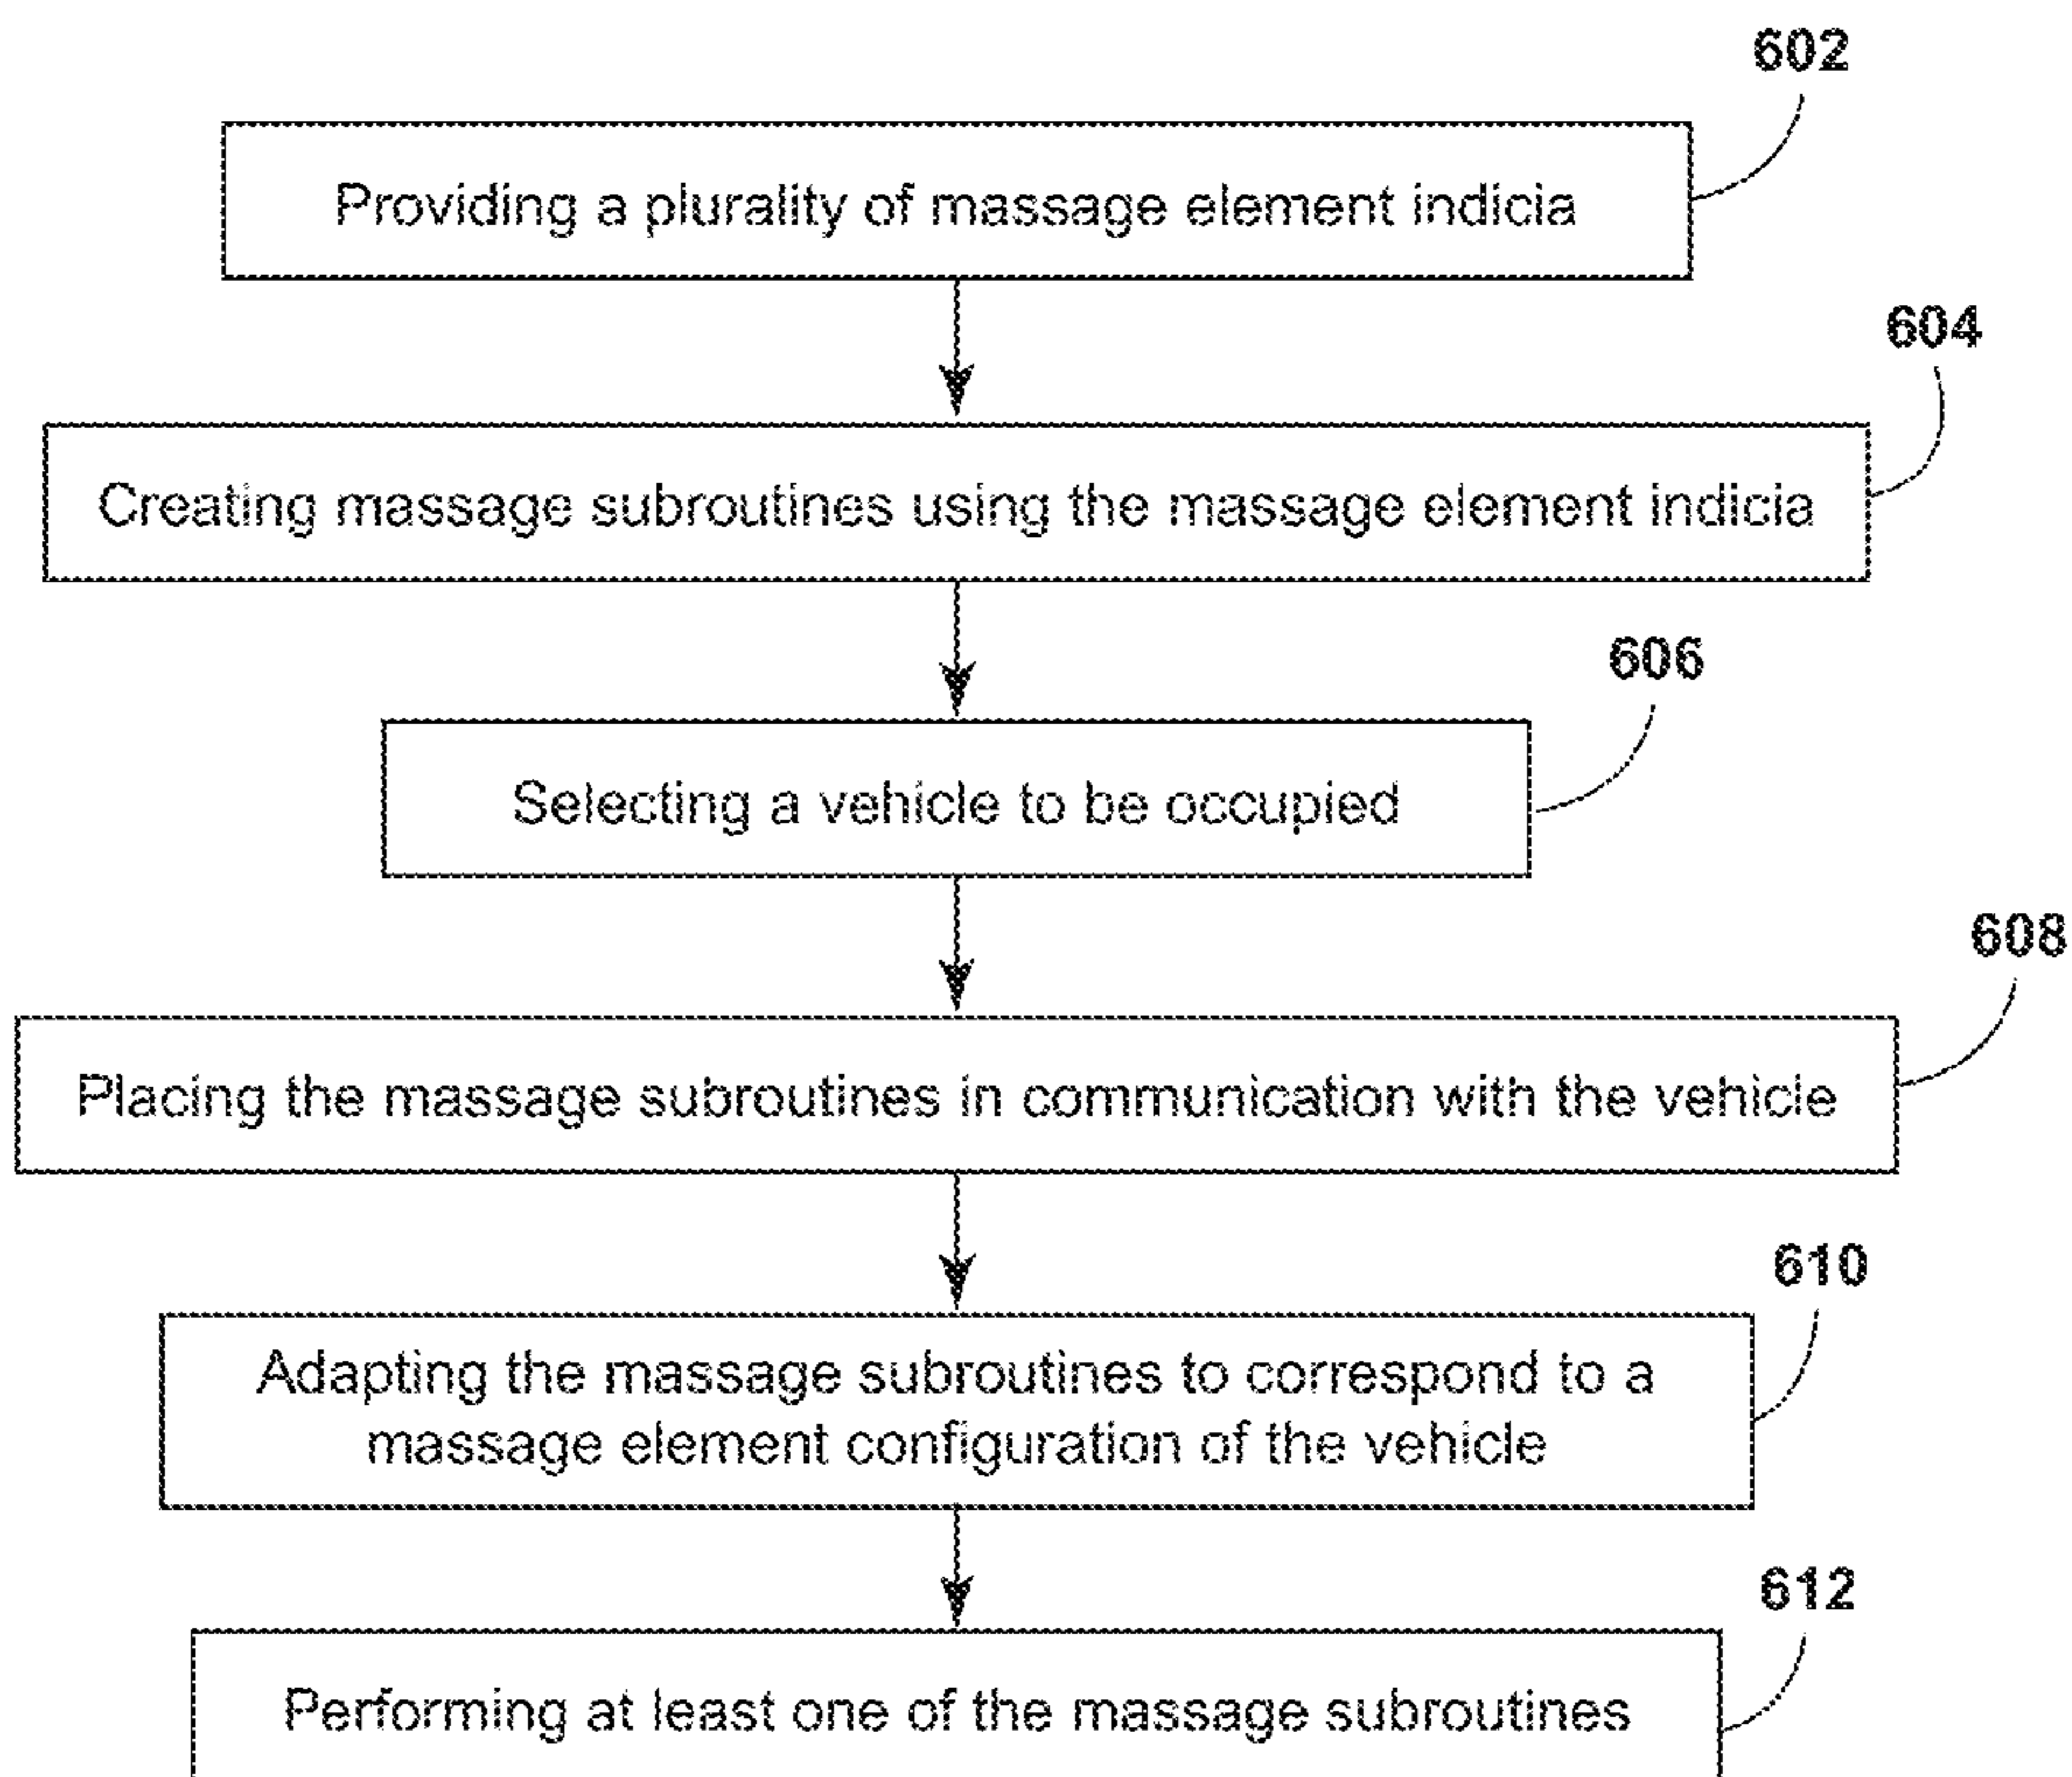 602
Providing a plurality of massage element indicia
604
Creating massage subroutines using the massage element indicia
606
Selecting a vehicle to be occupied
608
Placing the massage subroutines in communication with the vehicle
610
Adapting the massage subroutines to correspond to a
massage element configuration of the vehicle
612
Performing at least one of the massage subroutines